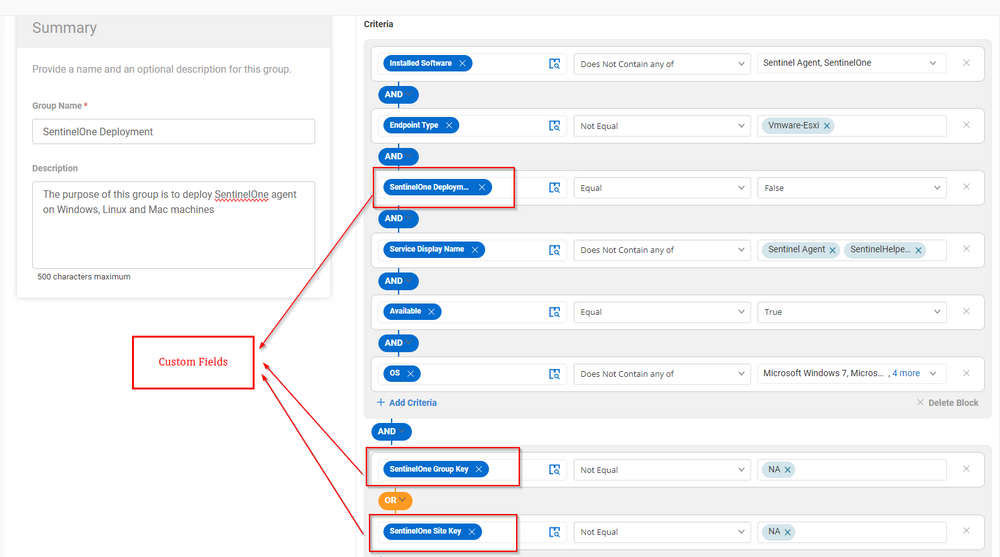 Summary
Provide a name and an optional description for this group.
Group Name *
SentinelOne Deployment
Description
The purpose of this group is to deploy SentinelOne agent
on Windows, Linux and Mac machines
500 characters maximum
Custom Fields
Criteria
Installed Software Does Not Contain any of Sentinel Agent, SentinelOne
AND
Endpoint Type Not Equal Vmware-Esxi
AND
SentinelOne Deploym... Equal False
AND
Service Display Name Does Not Contain any of Sentinel Agent SentinelHelpe...
AND
Available Equal True
AND
OS Does Not Contain any of Microsoft Windows 7, Micros... , 4 more
+ Add Criteria Delete Block
AND
SentinelOne Group Key Not Equal NA
OR
SentinelOne Site Key Not Equal NA